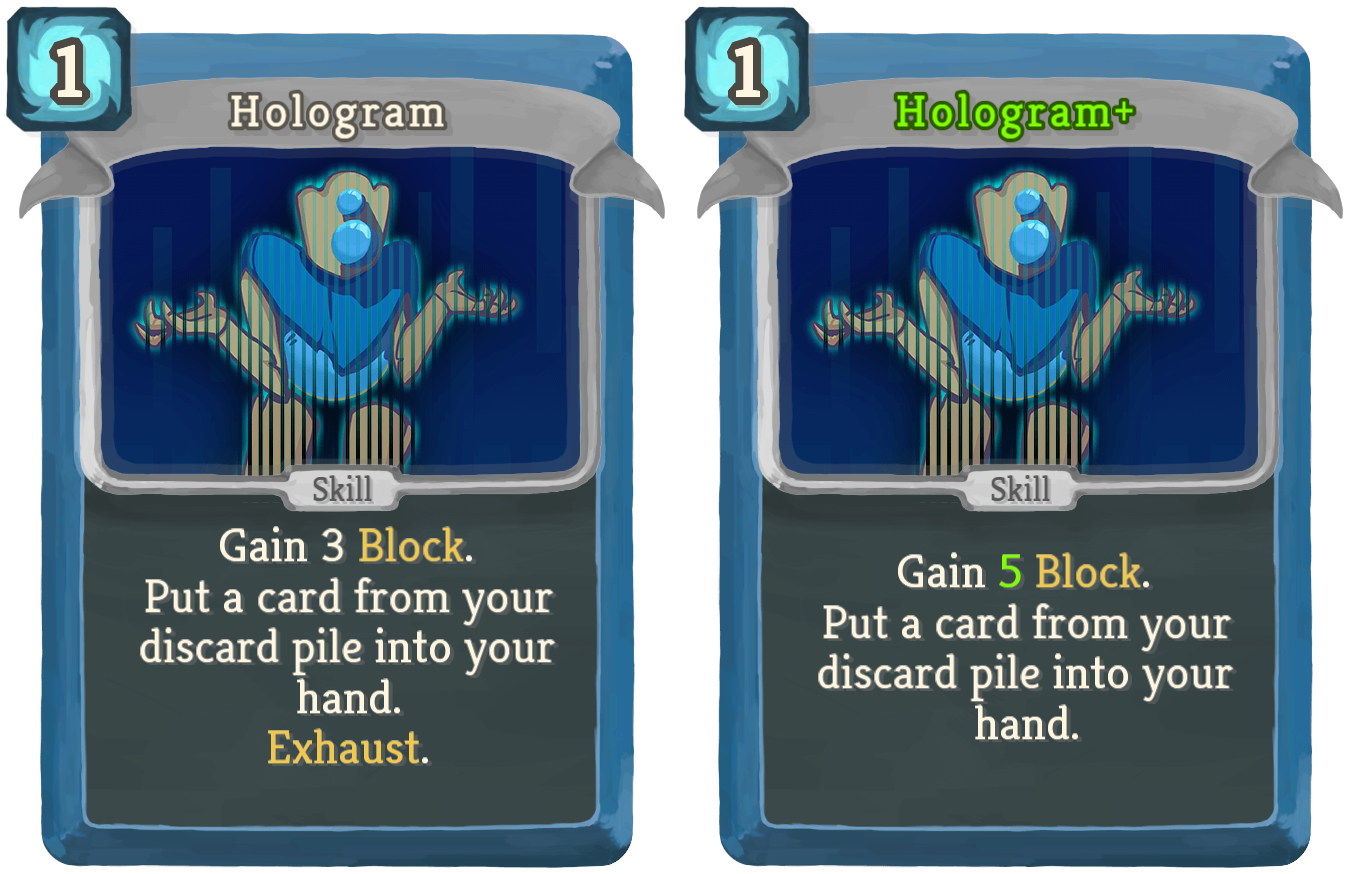 1
Hologram
Skill
Gain 3 Block.
Put a card from your
discard pile into your
hand.
Exhaust.
1
Hologram+
Skill
Gain 5 Block.
Put a card from your
discard pile into your
hand.